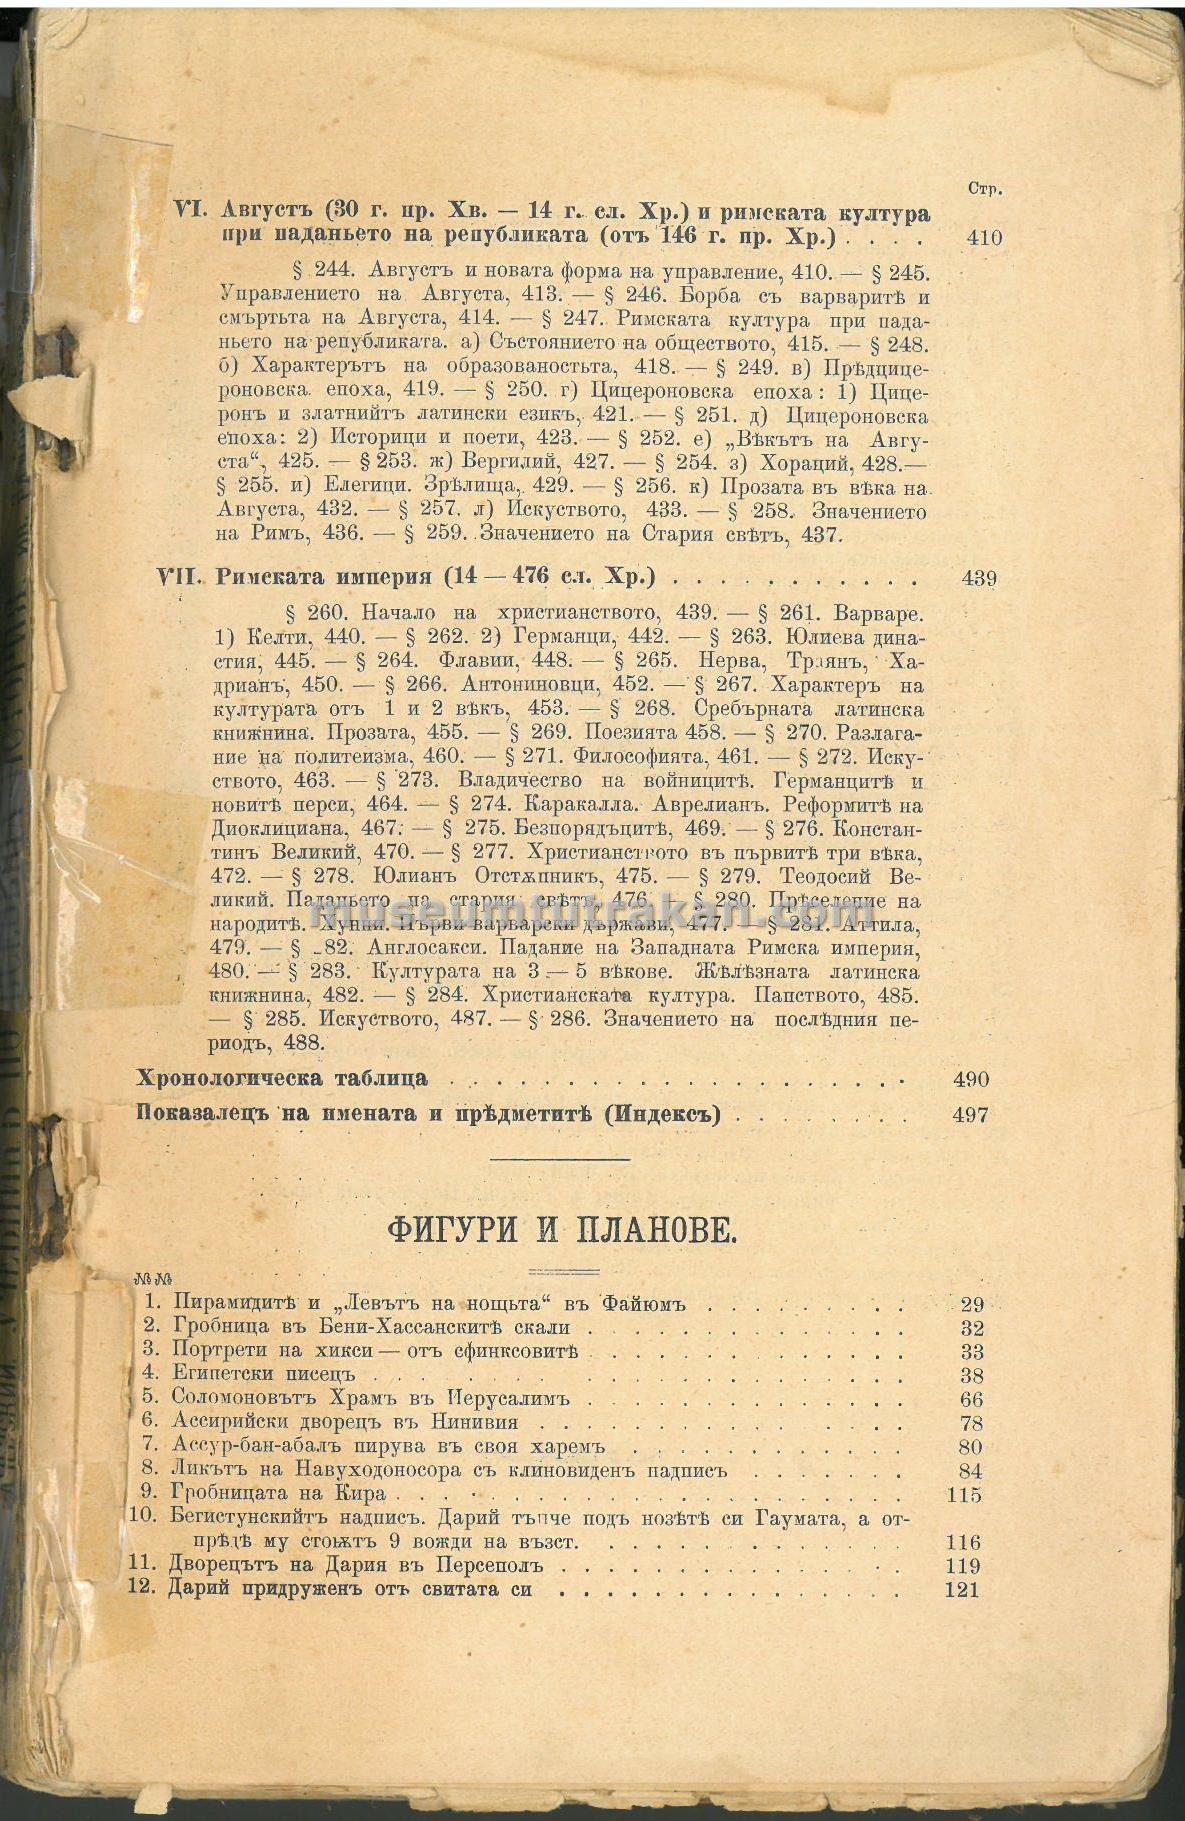 Стр.
VI. Августъ (30 г. пр. Хв. — 14 г. сл. Хр.) и римската култура
при паданьето на републиката (отъ 146 г. пр. Хр.) . . . . 410
§ 244. Августъ и новата форма на управление, 410. — § 245.
Управлението на Августа, 413. — § 246. Борба съ варваритѣ и
смъртьта на Августа, 414. — § 247. Римската култура при пада-
ньето на републиката. а) Състоянието на обществото, 415. — § 248.
б) Характерътъ на образованостьта, 418. — § 249. в) Прѣдцице-
роновска епоха, 419. — § 250. г) Цицероновска епоха: 1) Цице-
ронъ и златнийтъ латински езикъ, 421. — § 251. д) Цицероновска
епоха: 2) Историци и поети, 423. — § 252. е) „Вѣкътъ на Авгу-
ста“, 425. — § 253. ж) Вергилий, 427. — § 254. з) Хораций, 428.—
§ 255. и) Елегици. Зрѣлища, 429. — § 256. к) Прозата въ вѣка на
Августа, 432. — § 257. л) Искуството, 433. — § 258. Значението
на Римъ, 436. — § 259. Значението на Стария свѣтъ, 437.
VII. Римската империя (14 — 476 сл. Хр.) . . . . . . . . . . . 439
§ 260. Начало на христианството, 439. — § 261. Варваре.
1) Келти, 440. — § 262. 2) Германци, 442. — § 263. Юлиева дина-
стия, 445. — § 264. Флавии, 448. — § 265. Нерва, Траянъ, Ха-
дрианъ, 450. — § 266. Антониновци, 452. — § 267. Характеръ на
културата отъ 1 и 2 вѣкъ, 453. — § 268. Сребърната латинска
книжнина. Прозата, 455. — § 269. Поезията 458. — § 270. Разлага-
ние на политеизма, 460. — § 271. Философията, 461. — § 272. Иску-
ството, 463. — § 273. Владичество на войницитѣ. Германцитѣ и
новитѣ перси, 464. — § 274. Каракалла. Аврелианъ. Реформитѣ на
Диоклициана, 467. — § 275. Безпорядъцитѣ, 469. — § 276. Констан-
тинъ Великий, 470. — § 277. Христианството въ първитѣ три вѣка,
472. — § 278. Юлианъ Отстѫпникъ, 475. — § 279. Теодосий Ве-
ликий. Паданьето на стария свѣтъ, 476. — § 280. Прѣселение на
народитѣ. Хунни. Първи варварски държави, 477. — § 281. Аттила,
479. — § 82. Англосакси. Падание на Западната Римска империя,
480. — § 283. Културата на 3 — 5 вѣкове. Желѣзната латинска
книжнина, 482. — § 284. Христианската култура. Папството, 485.
— § 285. Искуството, 487. — § 286. Значението на послѣдния пе-
риодъ, 488.
museumtutrakan.com
Хронологическа таблица . . . . . . . . . . . . . . . . . . . . 490
Показалецъ на имената и прѣдметитѣ (Индексъ) . . . . . . . . 497
ФИГУРИ И ПЛАНОВЕ.
№№
1. Пирамидитѣ и „Левътъ на нощьта“ въ Файюмъ . . . . . . . . . 29
2. Гробница въ Бени-Хассанскитѣ скали . . . . . . . . . . . . . 32
3. Портрети на хикси — отъ сфинксовитѣ . . . . . . . . . . . . . 33
4. Египетски писецъ . . . . . . . . . . . . . . . . . . . . . . 38
5. Соломоновътъ Храмъ въ Иерусалимъ . . . . . . . . . . . . . 66
6. Ассирийски дворецъ въ Нинивия . . . . . . . . . . . . . . . 78
7. Ассур-бан-абалъ пирува въ своя харемъ . . . . . . . . . . . 80
8. Ликътъ на Навуходоносора съ клиновиденъ надписъ . . . . . . . 84
9. Гробницата на Кира . . . . . . . . . . . . . . . . . . . . . 115
10. Бегистунскийтъ надписъ. Дарий тъпче подъ нозѣтѣ си Гаумата, а от-
прѣдѣ му стоѭтъ 9 вожди на възст. . . . . . . . . . . . . . 116
11. Дворецътъ на Дария въ Персеполъ . . . . . . . . . . . . . . 119
12. Дарий придруженъ отъ свитата си . . . . . . . . . . . . . . 121